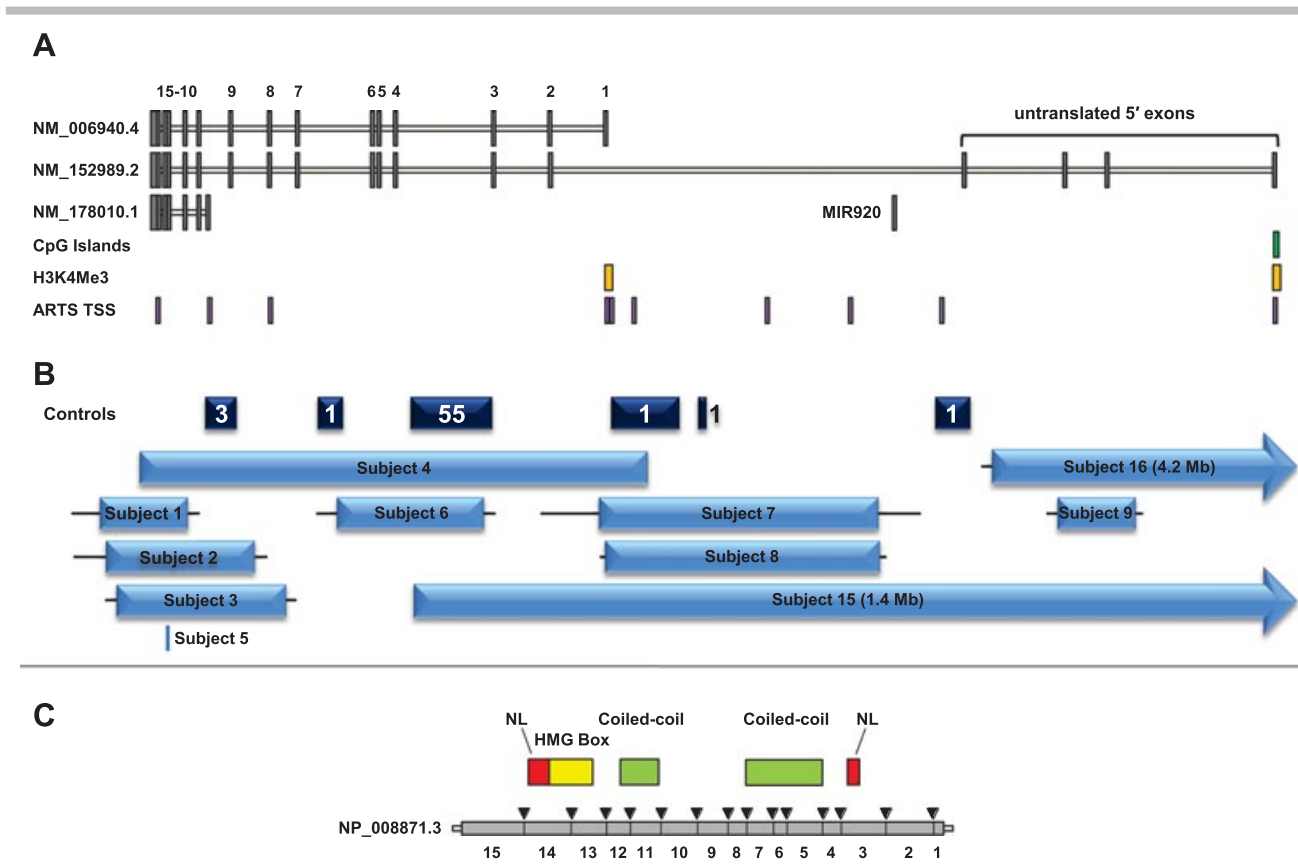 A
15-10 9 8 7 6 5 4 3 2 1
untranslated 5′ exons
NM_006940.4
NM_152989.2
NM_178010.1
MIR920
CpG Islands
H3K4Me3
ARTS TSS
B
Controls
3 1 55 1 1 1
Subject 4
Subject 16 (4.2 Mb)
Subject 1
Subject 6
Subject 7
Subject 9
Subject 2
Subject 8
Subject 3
Subject 15 (1.4 Mb)
Subject 5
C
NL
Coiled-coil
Coiled-coil
NL
HMG Box
NP_008871.3
15 14 13 12 11 10 9 8 7 6 5 4 3 2 1